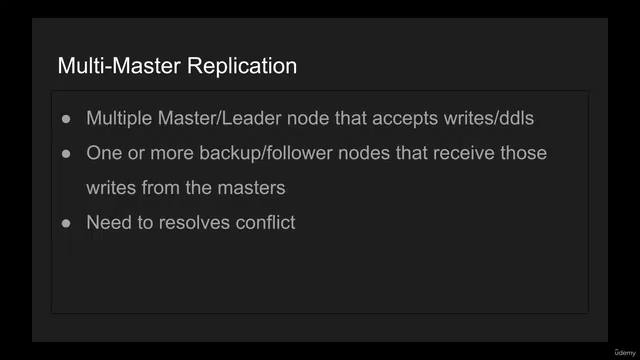 Multi-Master Replication
● Multiple Master/Leader node that accepts writes/ddls
● One or more backup/follower nodes that receive those
writes from the masters
● Need to resolves conflict
udemy